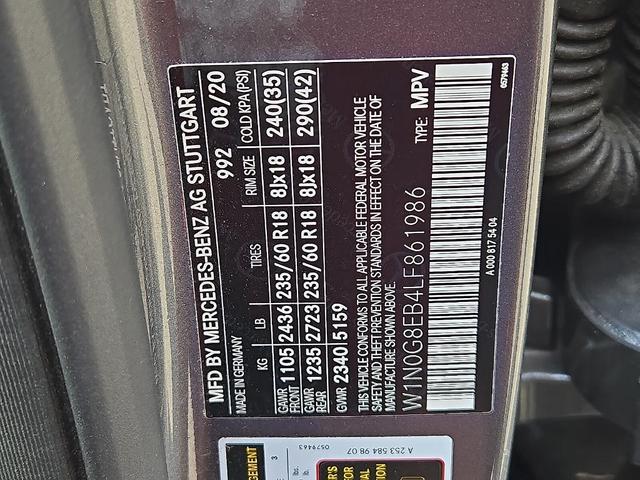 MFD BY MERCEDES-BENZ AG STUTTGART
MADE IN GERMANY 992 08/20
KG LB TIRES RIM SIZE COLD KPA (PSI)
GAWR FRONT 1105 2436 235/60 R18 8Jx18 240(35)
GAWR REAR 1235 2723 235/60 R18 8Jx18 290(42)
GVWR 2340 5159
THIS VEHICLE CONFORMS TO ALL APPLICABLE FEDERAL MOTOR VEHICLE
SAFETY AND THEFT PREVENTION STANDARDS IN EFFECT ON THE DATE OF
MANUFACTURE SHOWN ABOVE.
W1N0G8EB4LF861986 TYPE: MPV
A 000 817 54 04
0579463
A 253 584 98 07
0579463
3